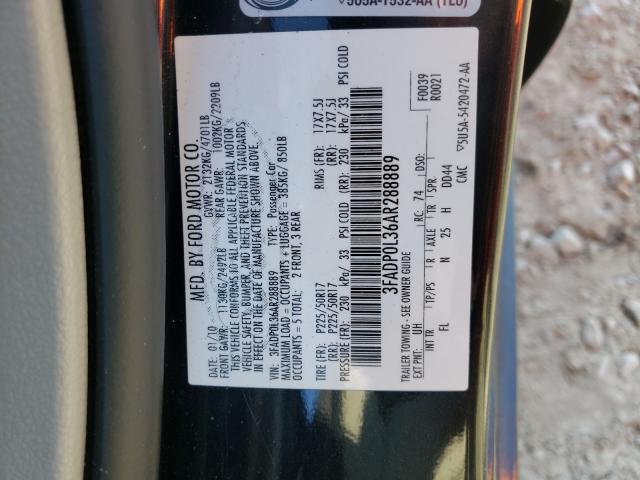 5U5A-1532-AA (TLU)
MFD. BY FORD MOTOR CO.
DATE: 01/10 GVWR: 2132KG/4701LB
FRONT GAWR: 1130KG/2492LB REAR GAWR: 1002KG/2209LB
THIS VEHICLE CONFORMS TO ALL APPLICABLE FEDERAL MOTOR
VEHICLE SAFETY, BUMPER, AND THEFT PREVENTION STANDARDS
IN EFFECT ON THE DATE OF MANUFACTURE SHOWN ABOVE.
VIN: 3FADP0L36AR288889 TYPE: Passenger Car
MAXIMUM LOAD = OCCUPANTS + LUGGAGE = 385KG/ 850LB
OCCUPANTS = 5 TOTAL: 2 FRONT, 3 REAR
TIRE (FR): P225/50R17 RIMS (FR): 17X7.5J
(RR): P225/50R17 (RR): 17X7.5J
PRESSURE (FR): 230 kPa/ 33 PSI COLD (RR): 230 kPa/ 33 PSI COLD
3FADP0L36AR288889
TRAILER TOWING - SEE OWNER GUIDE F0039
R0021
EXT PNT: UH RC: 74 DSO:
INT TR TP/PS R AXLE TR SPR
FL N 25 H DD44
CMC ▽5U5A-5420472-AA